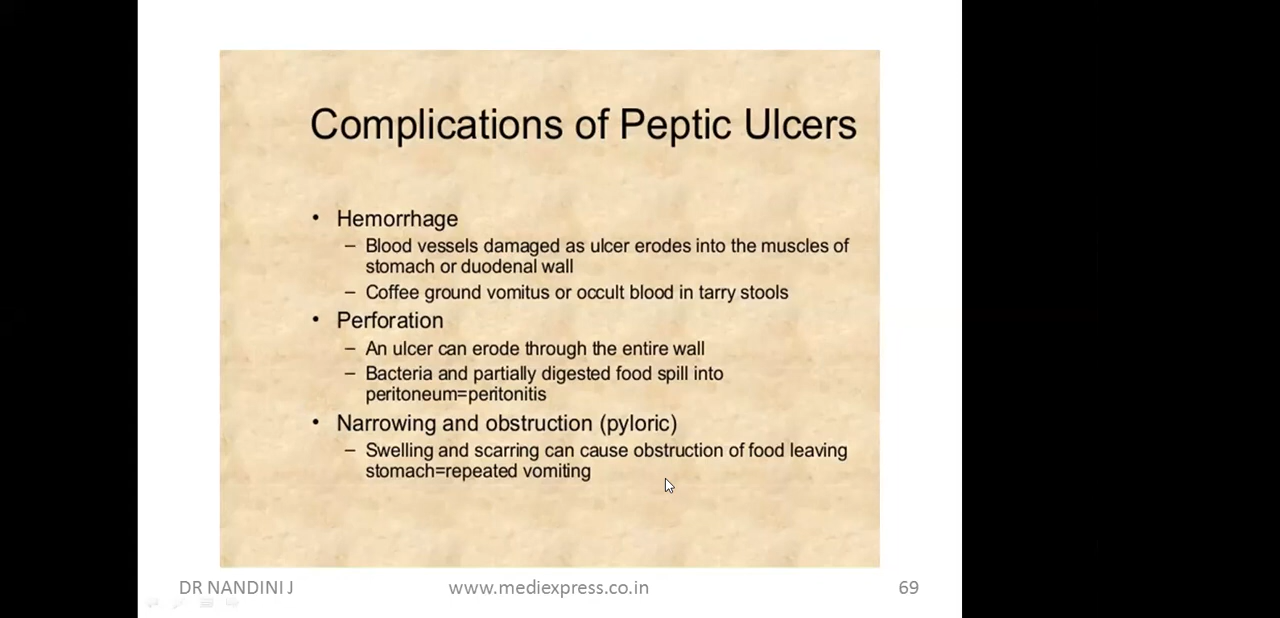 Complications of Peptic Ulcers
• Hemorrhage
– Blood vessels damaged as ulcer erodes into the muscles of
stomach or duodenal wall
– Coffee ground vomitus or occult blood in tarry stools
• Perforation
– An ulcer can erode through the entire wall
– Bacteria and partially digested food spill into
peritoneum=peritonitis
• Narrowing and obstruction (pyloric)
– Swelling and scarring can cause obstruction of food leaving
stomach=repeated vomiting
DR NANDINI J www.mediexpress.co.in 69